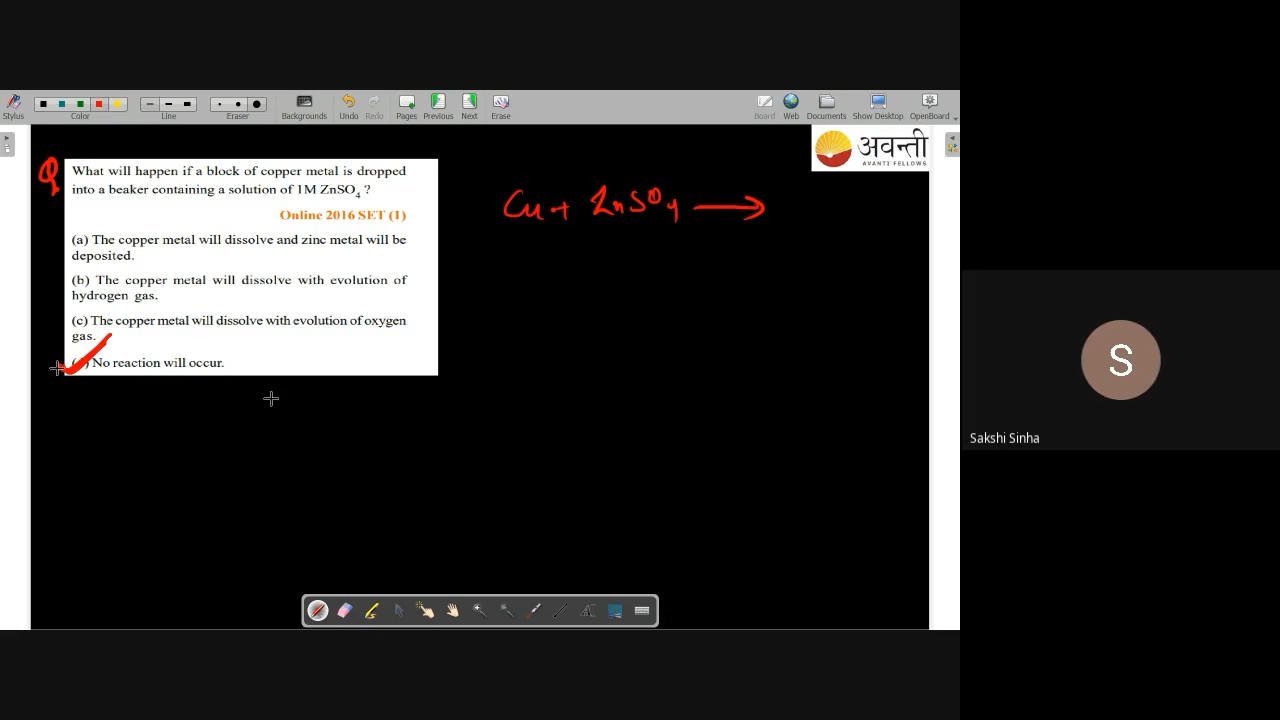 Stylus
Color
Line
Eraser
Backgrounds
Undo
Redo
Pages
Previous
Next
Erase
Board
Web
Documents
Show Desktop
OpenBoard
अवन्ती
AVANTI FELLOWS
Q
What will happen if a block of copper metal is dropped
into a beaker containing a solution of 1M ZnSO₄ ?
Online 2016 SET (1)
(a) The copper metal will dissolve and zinc metal will be
deposited.
(b) The copper metal will dissolve with evolution of
hydrogen gas.
(c) The copper metal will dissolve with evolution of oxygen
gas.
No reaction will occur.
Cu + ZnSO₄ ⟶
S
Sakshi Sinha